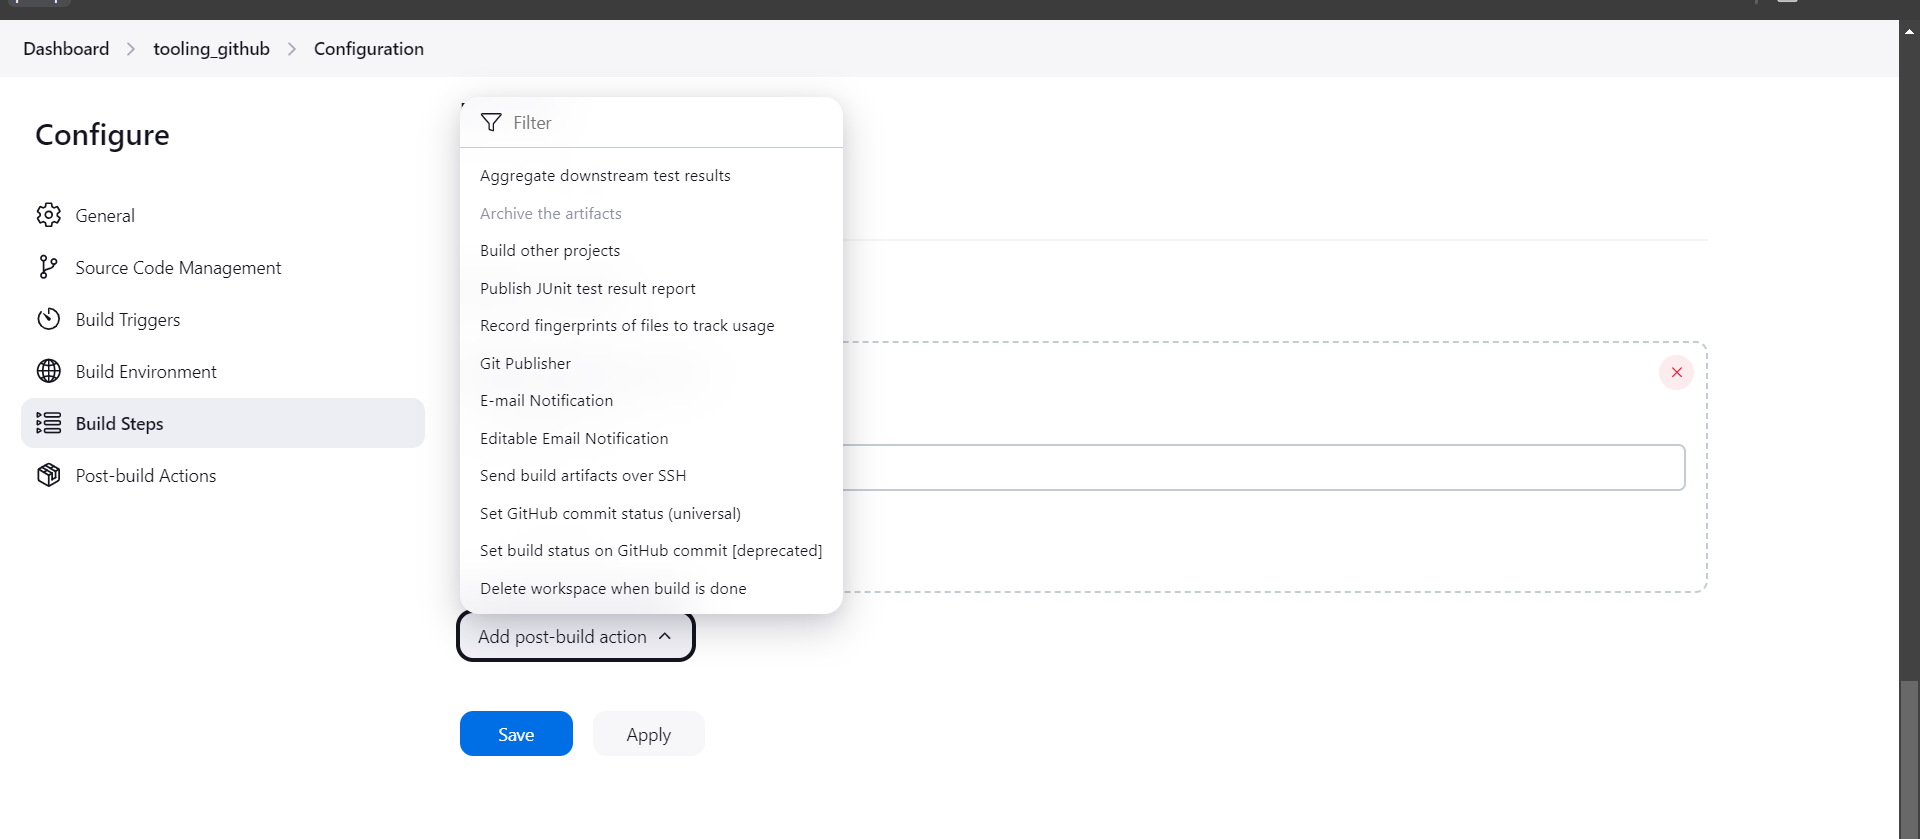 Dashboard
tooling_github
Configuration
Configure
General
Source Code Management
Build Triggers
Build Environment
Build Steps
Post-build Actions
Filter
Aggregate downstream test results
Archive the artifacts
Build other projects
Publish JUnit test result report
Record fingerprints of files to track usage
Git Publisher
E-mail Notification
Editable Email Notification
Send build artifacts over SSH
Set GitHub commit status (universal)
Set build status on GitHub commit [deprecated]
Delete workspace when build is done
Add post-build action
Save
Apply